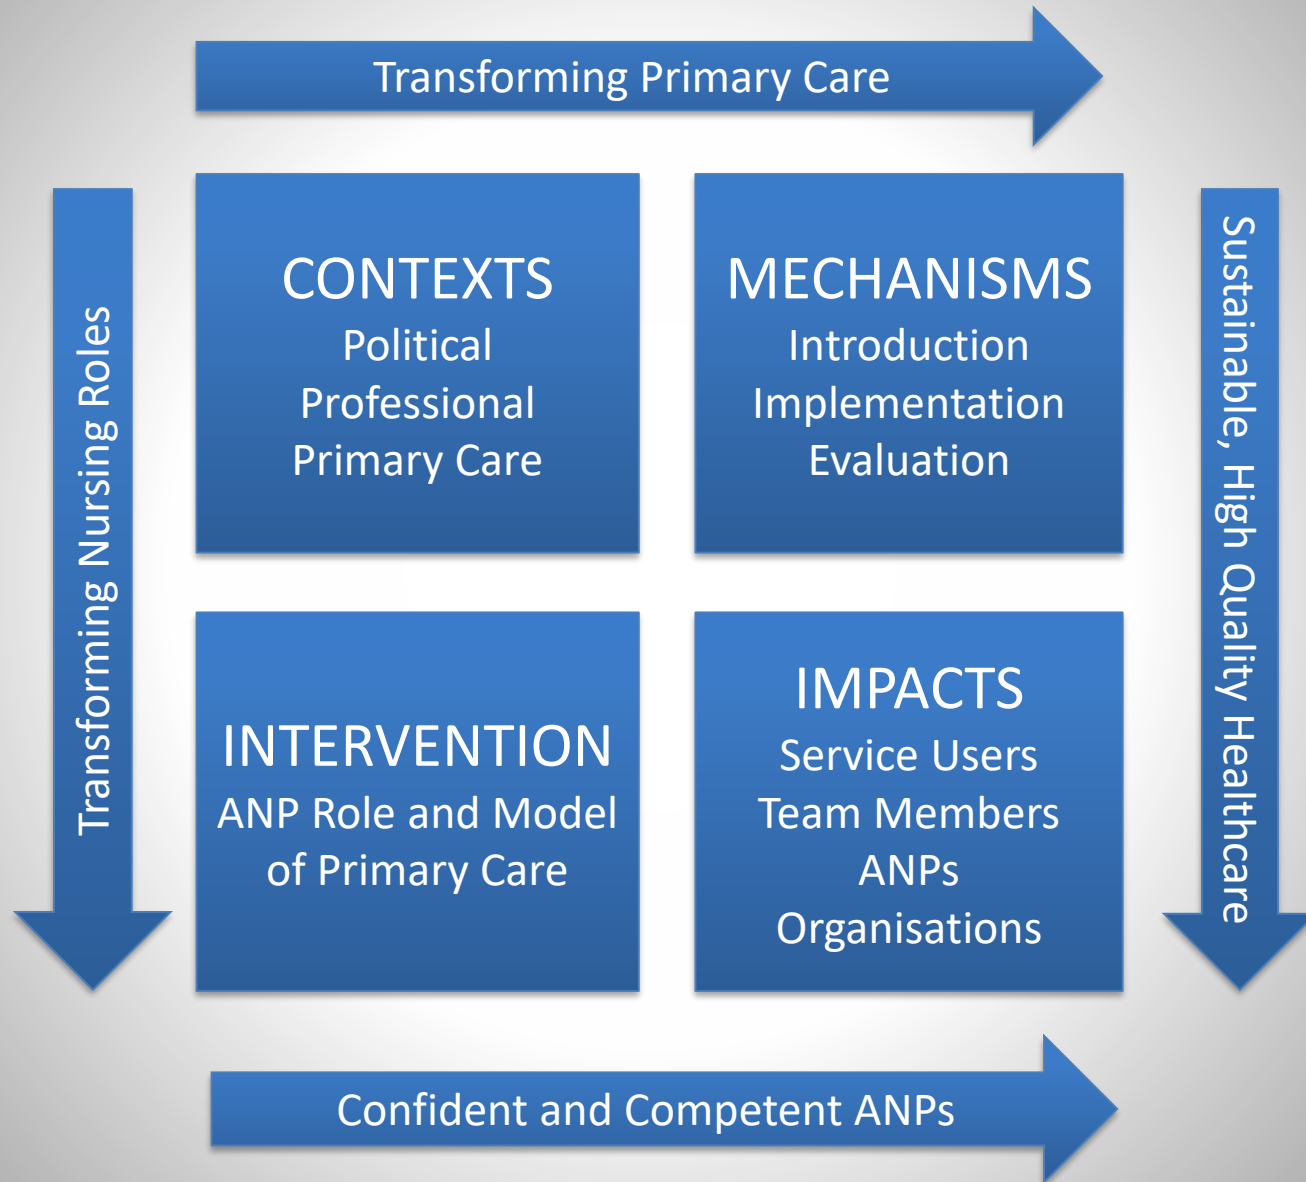 Transforming Primary Care
Transforming Nursing Roles
CONTEXTS
Political
Professional
Primary Care
MECHANISMS
Introduction
Implementation
Evaluation
Sustainable, High Quality Healthcare
INTERVENTION
ANP Role and Model
of Primary Care
IMPACTS
Service Users
Team Members
ANPs
Organisations
Confident and Competent ANPs